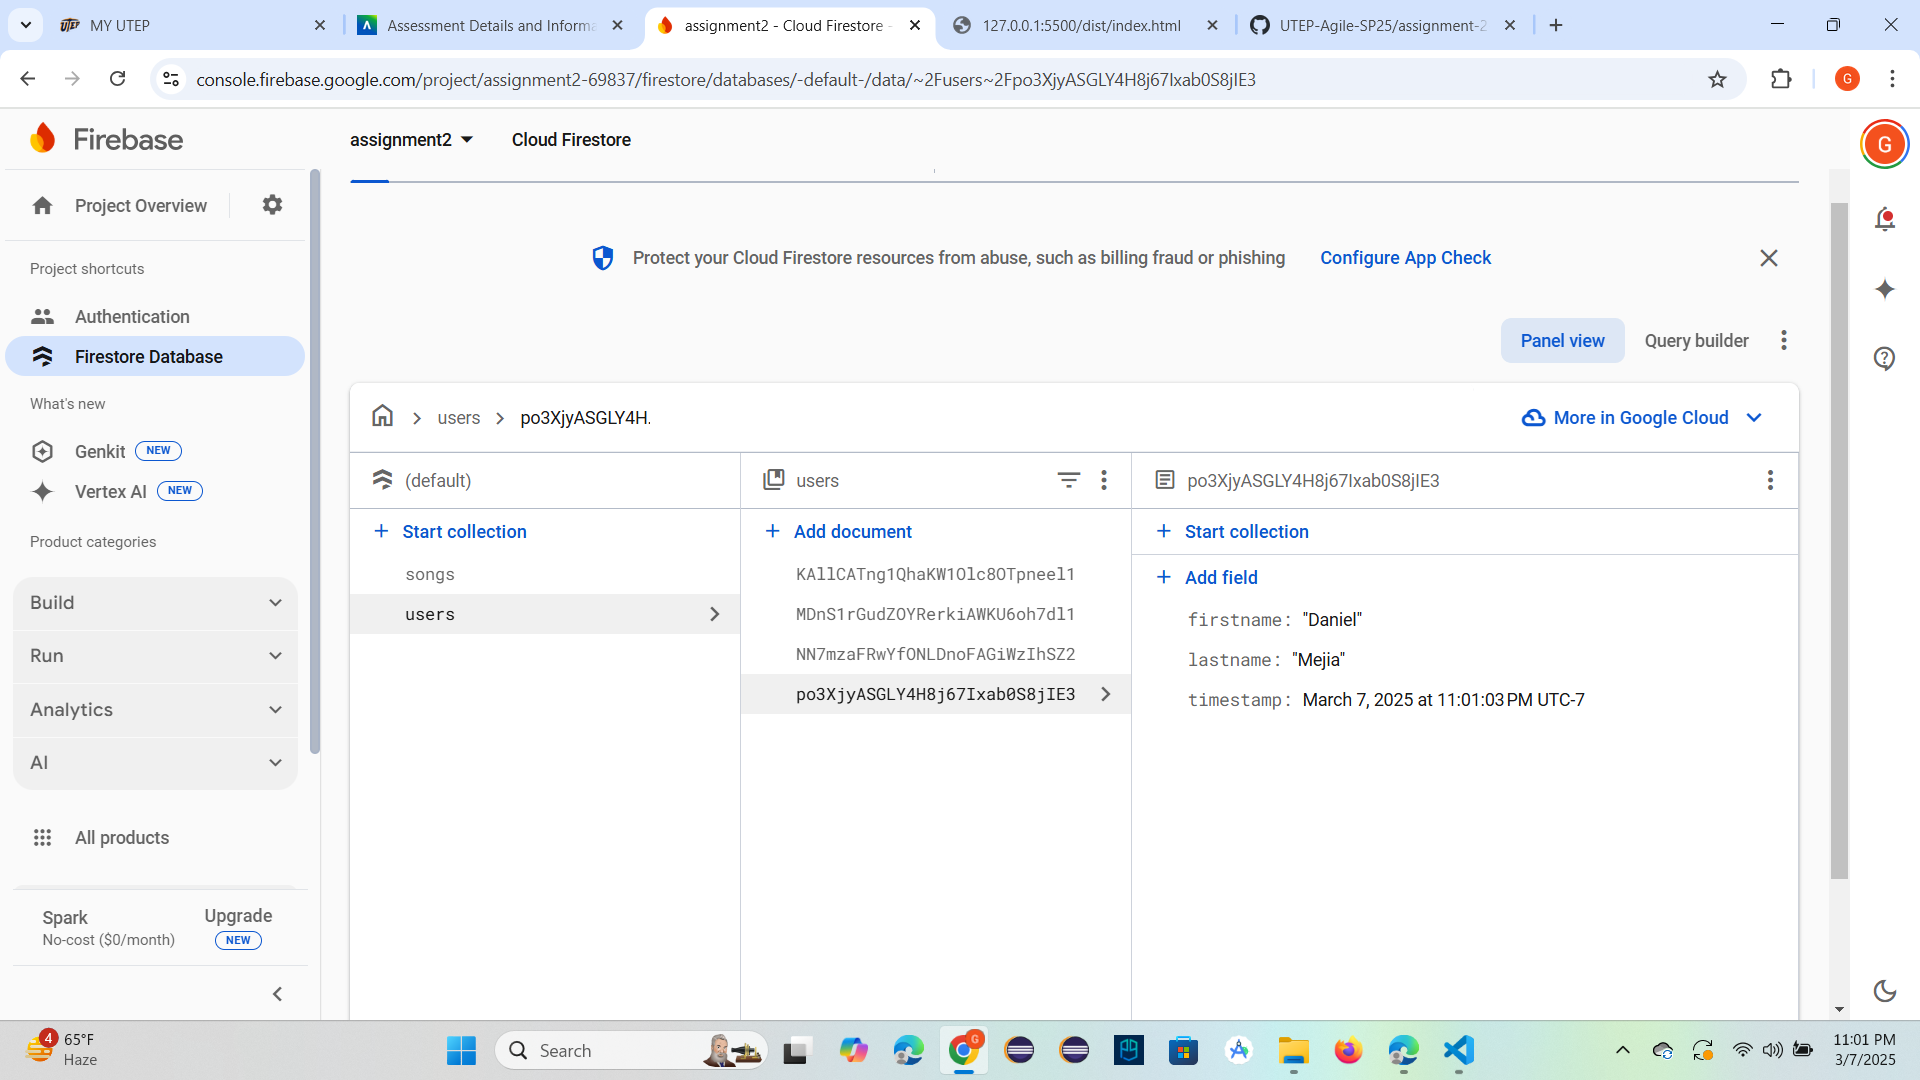 MY UTEP
Assessment Details and Informa
assignment2 - Cloud Firestore -
127.0.0.1:5500/dist/index.html
UTEP-Agile-SP25/assignment-2
console.firebase.google.com/project/assignment2-69837/firestore/databases/-default-/data/~2Fusers~2Fpo3XjyASGLY4H8j67Ixab0S8jIE3
G
Firebase
assignment2
Cloud Firestore
G
Project Overview
Protect your Cloud Firestore resources from abuse, such as billing fraud or phishing
Configure App Check
Project shortcuts
Authentication
Firestore Database
Panel view
Query builder
What's new
Genkit NEW
Vertex AI NEW
users
po3XjyASGLY4H.
More in Google Cloud
(default)
users
po3XjyASGLY4H8j67Ixab0S8jIE3
Start collection
Add document
Start collection
Product categories
songs
users
KAllCATng1QhaKW1Olc8OTpneel1
MDnS1rGudZOYRerkiAWKU6oh7dl1
NN7mzaFRwYfONLDnoFAGiWzIhSZ2
po3XjyASGLY4H8j67Ixab0S8jIE3
Add field
firstname: "Daniel"
lastname: "Mejia"
timestamp: March 7, 2025 at 11:01:03 PM UTC-7
Build
Run
Analytics
AI
All products
Spark
No-cost ($0/month)
Upgrade
NEW
4
65°F
Haze
Search
G
11:01 PM
3/7/2025